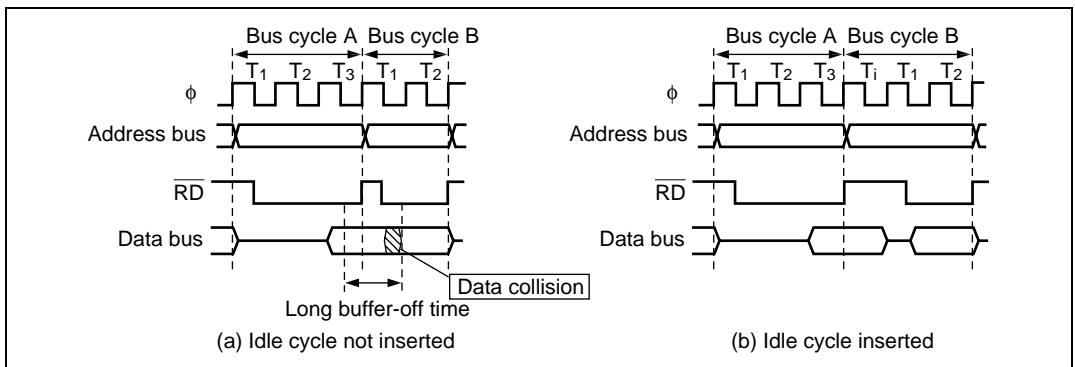 Bus cycle A Bus cycle B
T1 T2 T3 T1 T2
ϕ
Address bus
RD
Data bus
Data collision
Long buffer-off time
(a) Idle cycle not inserted
Bus cycle A Bus cycle B
T1 T2 T3 Ti T1 T2
ϕ
Address bus
RD
Data bus
(b) Idle cycle inserted